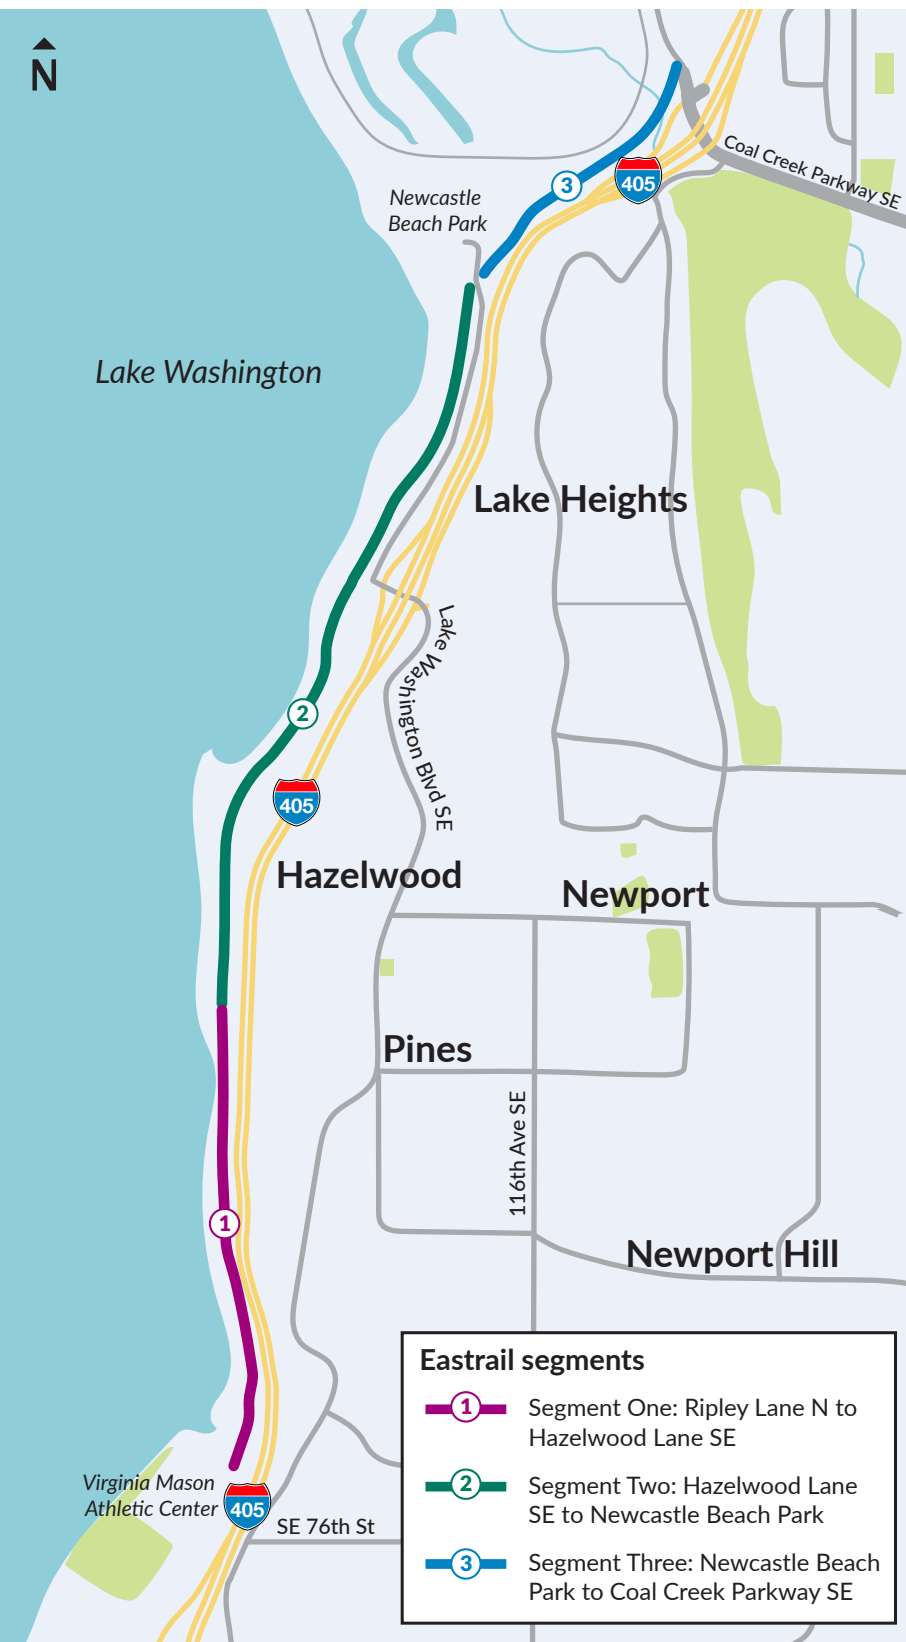 N
Coal Creek Parkway SE
3
405
Newcastle
Beach Park
Lake Washington
Lake Heights
Lake Washington Blvd SE
2
405
Hazelwood
Newport
Pines
116th Ave SE
1
Newport Hill
Virginia Mason
Athletic Center
405
SE 76th St
Eastrail segments
1 Segment One: Ripley Lane N to
Hazelwood Lane SE
2 Segment Two: Hazelwood Lane
SE to Newcastle Beach Park
3 Segment Three: Newcastle Beach
Park to Coal Creek Parkway SE